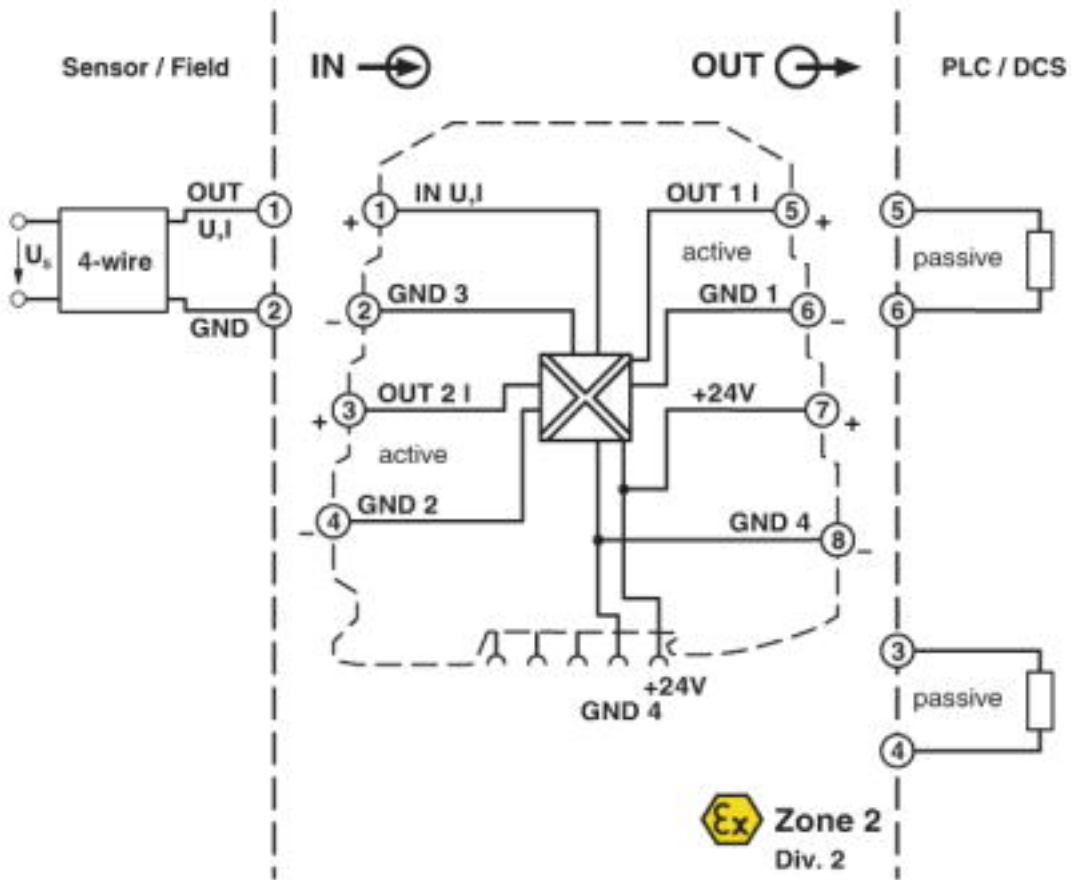 Sensor / Field
IN
OUT
PLC / DCS
OUT
1
U,I
Us
4-wire
2
GND
1
IN U,I
+
2
GND 3
–
3
OUT 2 I
+
active
4
GND 2
–
OUT 1 I
5
+
active
GND 1
6
–
+24V
7
+
GND 4
8
–
+24V
GND 4
5
passive
6
3
passive
4
Ex
Zone 2
Div. 2